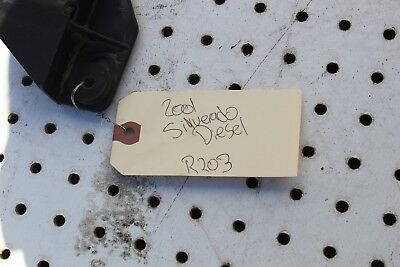 2001
Silverado
Diesel
R203